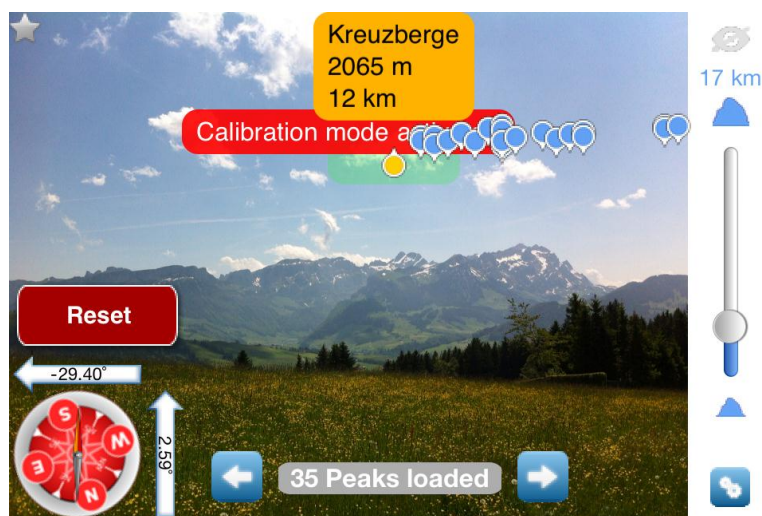 Kreuzberge
2065 m
12 km
17 km
Calibration mode
Reset
-29.40°
2.59°
S
W
E
N
35 Peaks loaded